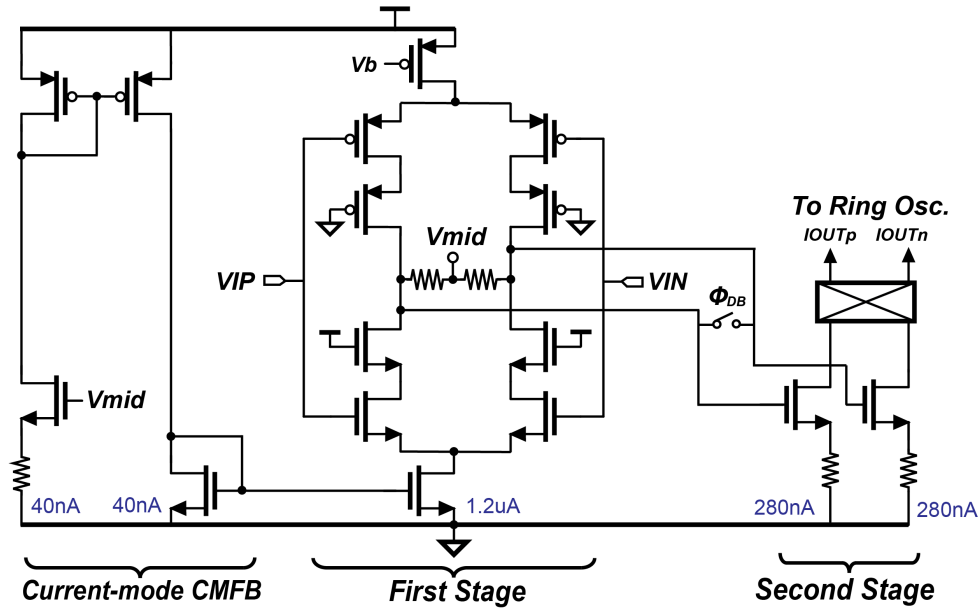 Vb
To Ring Osc.
IOUTp IOUTn
Vmid
VIP
VIN
ΦDB
Vmid
40nA
40nA
1.2uA
280nA
280nA
Current-mode CMFB
First Stage
Second Stage